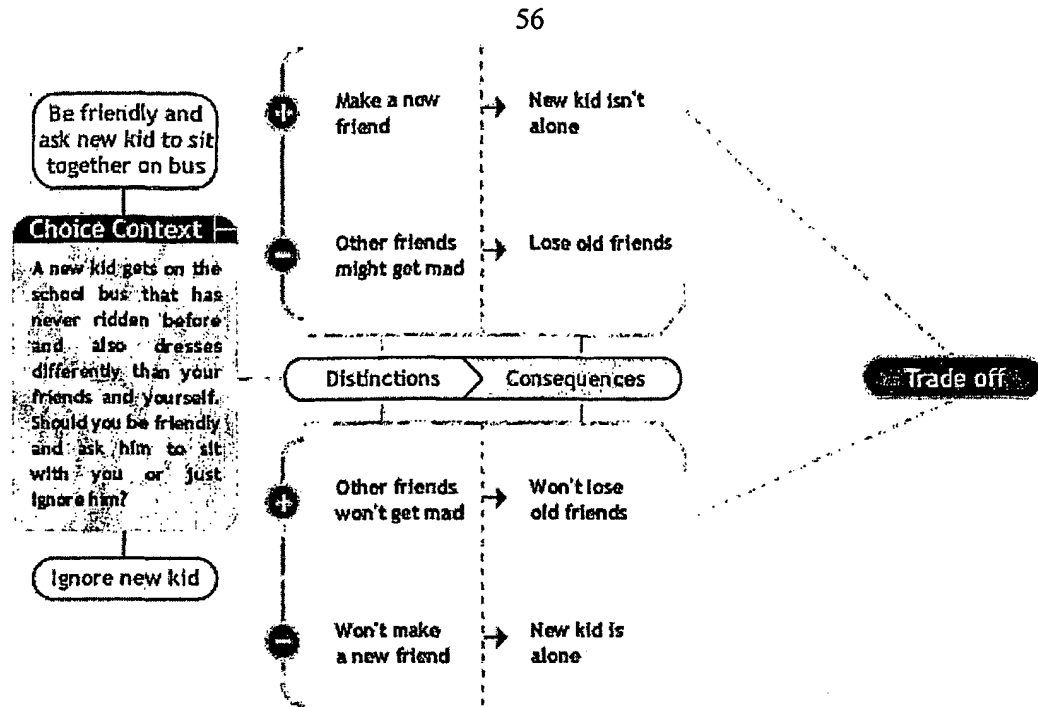 56
Be friendly and
ask new kid to sit
together on bus
Choice Context
A new kid gets on the
school bus that has
never ridden before
and also dresses
differently than your
friends and yourself.
Should you be friendly
and ask him to sit
with you or just
ignore him?
Ignore new kid
Make a new
friend
New kid isn't
alone
Other friends
might get mad
Lose old friends
Distinctions
Consequences
Trade off
Other friends
won't get mad
Won't lose
old friends
Won't make
a new friend
New kid is
alone